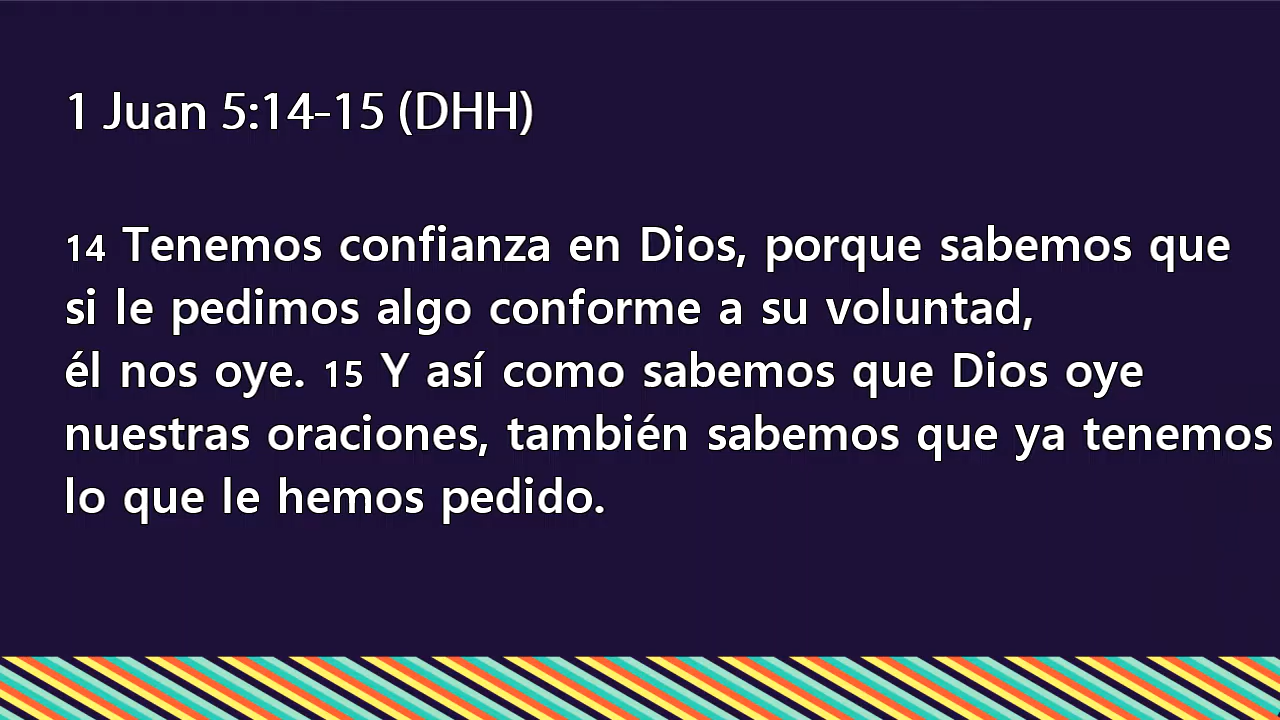 1 Juan 5:14-15 (DHH)
14 Tenemos confianza en Dios, porque sabemos que
si le pedimos algo conforme a su voluntad,
él nos oye. 15 Y así como sabemos que Dios oye
nuestras oraciones, también sabemos que ya tenemos
lo que le hemos pedido.